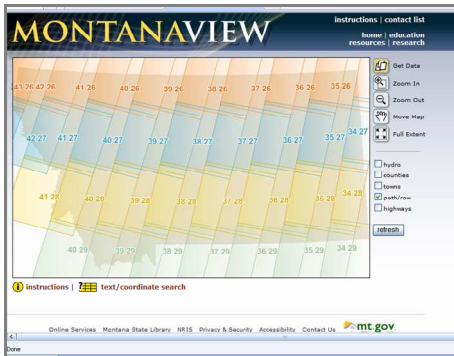 MONTANAVIEW
instructions | contact list
home | education
resources | research
41 26 42 26 41 26 40 26 39 26 38 26 37 26 36 26 35 26
42 27 41 27 40 27 39 27 38 27 37 27 36 27 35 27 34 27
41 28 40 28 39 28 38 28 37 28 36 28 35 28 34 28
40 29 39 29 38 29 37 29 36 29 35 29 34 29
Get Data
Zoom In
Zoom Out
Move Map
Full Extent
hydro
counties
towns
path/row
highways
refresh
instructions | text/coordinate search
Online Services Montana State Library NRIS Privacy & Security Accessibility Contact Us mt.gov
Done